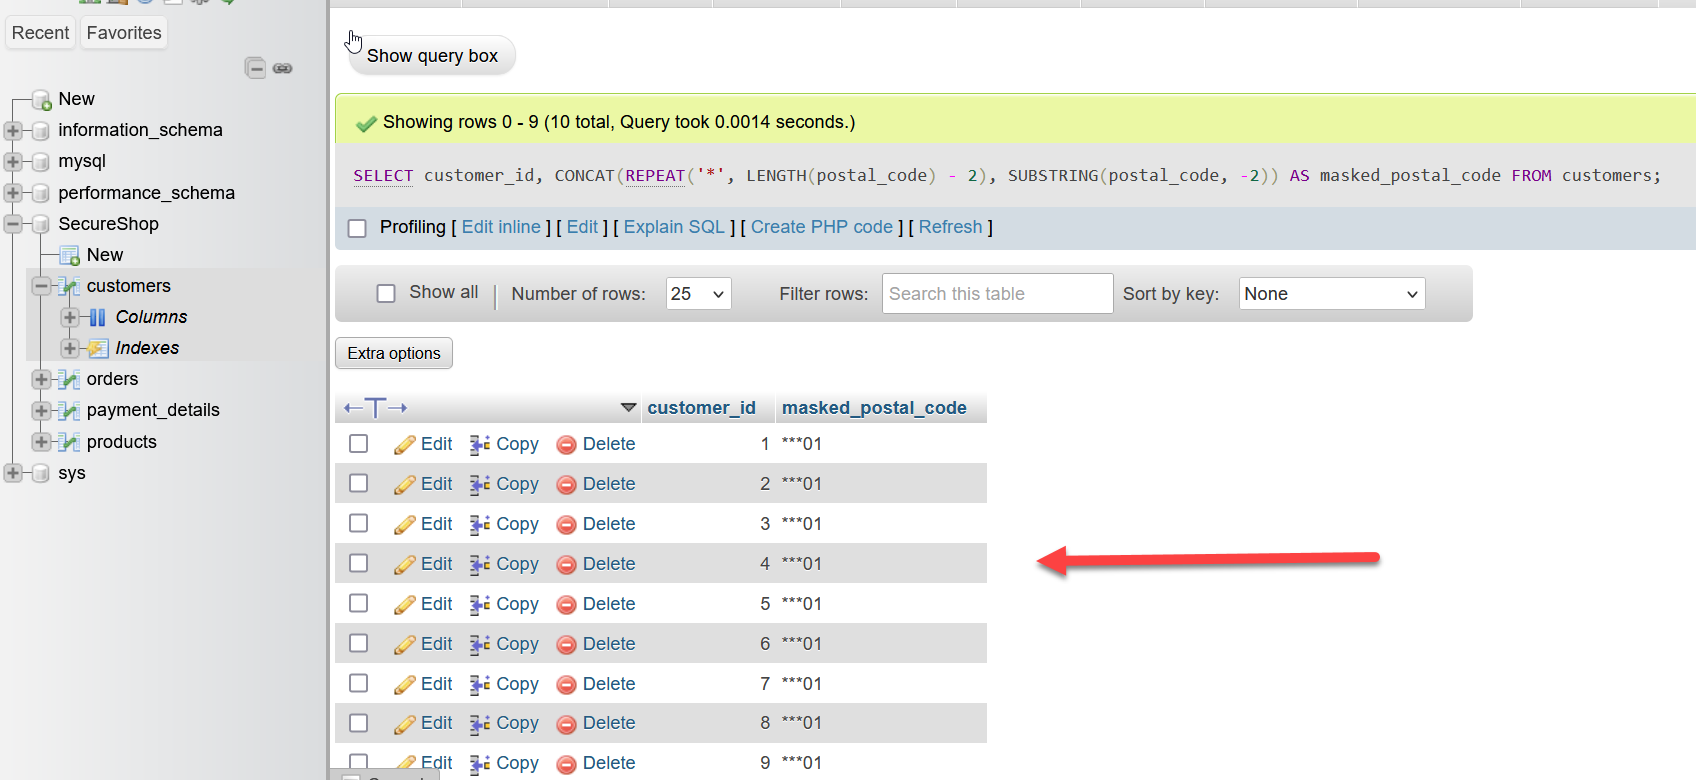 Recent Favorites
New
information_schema
mysql
performance_schema
SecureShop
New
customers
Columns
Indexes
orders
payment_details
products
sys
Show query box
Showing rows 0 - 9 (10 total, Query took 0.0014 seconds.)
SELECT customer_id, CONCAT(REPEAT('*', LENGTH(postal_code) - 2), SUBSTRING(postal_code, -2)) AS masked_postal_code FROM customers;
Profiling [ Edit inline ] [ Edit ] [ Explain SQL ] [ Create PHP code ] [ Refresh ]
Show all Number of rows: 25 Filter rows: Search this table Sort by key: None
Extra options
customer_id masked_postal_code
Edit Copy Delete 1 ***01
Edit Copy Delete 2 ***01
Edit Copy Delete 3 ***01
Edit Copy Delete 4 ***01
Edit Copy Delete 5 ***01
Edit Copy Delete 6 ***01
Edit Copy Delete 7 ***01
Edit Copy Delete 8 ***01
Edit Copy Delete 9 ***01